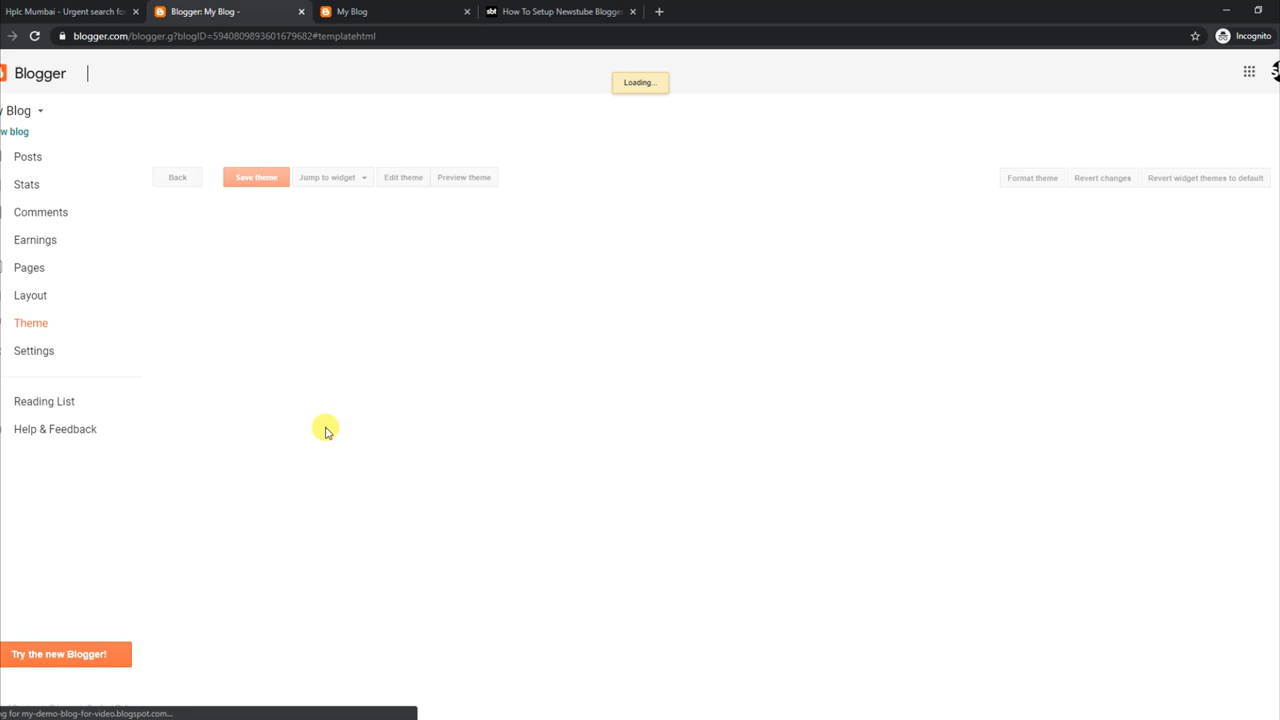 Hplc Mumbai - Urgent search fo
Blogger: My Blog -
My Blog
sbt How To Setup Newstube Blogger
blogger.com/blogger.g?blogID=5940809893601679682#templatehtml
Incognito
Blogger
Loading...
y Blog
w blog
Posts
Stats
Comments
Earnings
Pages
Layout
Theme
Settings
Reading List
Help & Feedback
Back
Save theme
Jump to widget
Edit theme
Preview theme
Format theme
Revert changes
Revert widget themes to default
Try the new Blogger!
ng for my-demo-blog-for-video.blogspot.com...